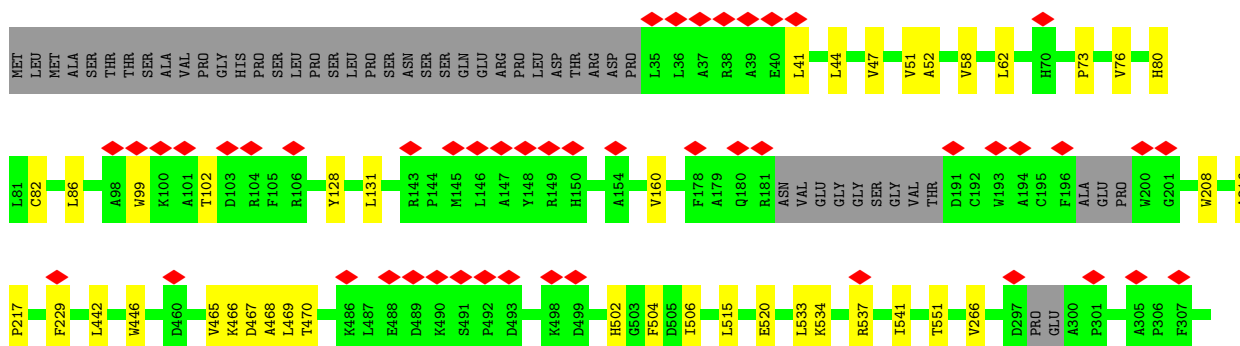 MET LEU MET ALA SER THR THR SER ALA VAL PRO GLY HIS PRO SER LEU PRO SER LEU PRO SER ASN SER SER GLN GLU ARG PRO LEU ASP THR ARG ASP PRO L35 L36 A37 R38 A39 E40 L41 L44 V47 V51 A52 V58 L62 H70 P73 V76 H80
L81 C82 L86 A98 W99 K100 A101 T102 D103 R104 F105 R106 Y128 L131 R143 P144 M145 L146 A147 Y148 R149 H150 A154 V160 F178 A179 Q180 R181 ASN VAL GLU GLY GLY SER GLY VAL THR D191 C192 W193 A194 C195 F196 ALA GLU PRO W200 G201 W208
P217 F229 L442 W446 D460 V465 K466 D467 A468 L469 T470 K486 L487 E488 D489 K490 S491 P492 D493 K498 D499 H502 G503 F504 D505 I506 L515 E520 L533 K534 R537 I541 T551 V266 D297 PRO GLU A300 P301 A305 P306 F307